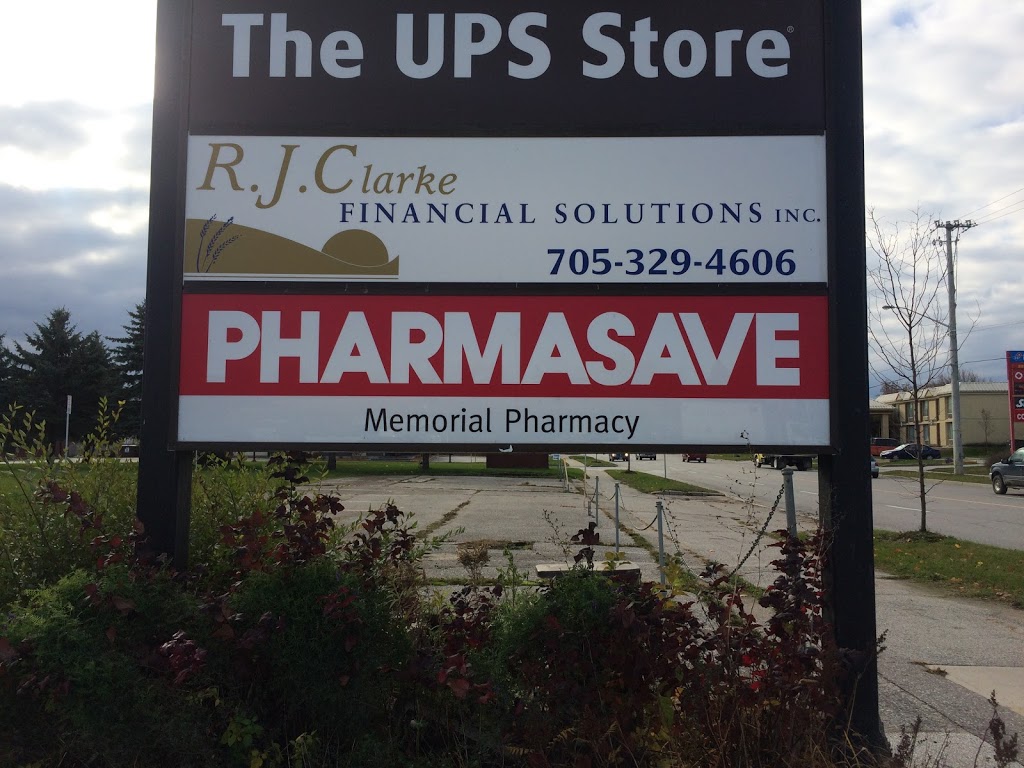 The UPS Store
R.J.Clarke
FINANCIAL SOLUTIONS INC.
705-329-4606
PHARMASAVE
Memorial Pharmacy